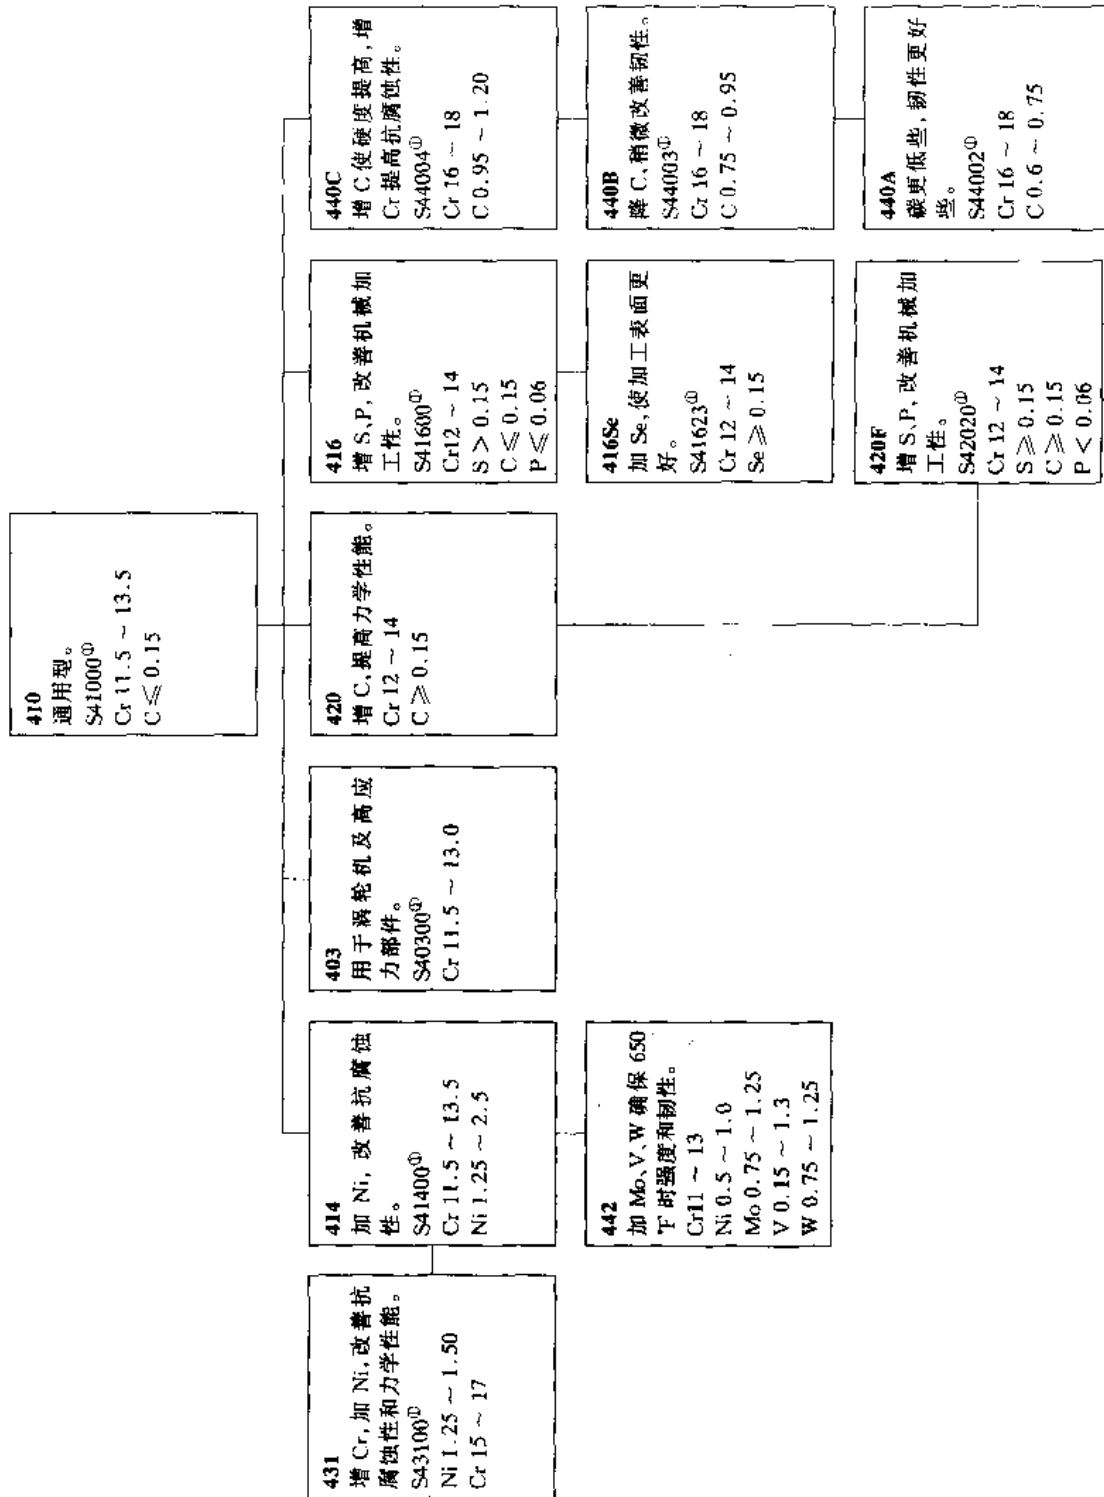 410
通用型。
S41000①
Cr 11.5 ~ 13.5
C ≤ 0.15
431
增 Cr,加 Ni,改善抗
腐蚀性和力学性能。
S43100①
Ni 1.25 ~ 1.50
Cr 15 ~ 17
414
加 Ni, 改善抗腐蚀
性。
S41400①
Cr 11.5 ~ 13.5
Ni 1.25 ~ 2.5
403
用于涡轮机及高应
力部件。
S40300①
Cr 11.5 ~ 13.0
420
增 C,提高力学性能。
Cr 12 ~ 14
C ⩾ 0.15
416
增 S、P, 改善机械加
工性。
S41600①
Cr12 ~ 14
S > 0.15
C ≤ 0.15
P ≤ 0.06
440C
增 C 使硬度提高, 增
Cr 提高抗腐蚀性。
S44004①
Cr 16 ~ 18
C 0.95 ~ 1.20
442
加 Mo、V、W 确保 650
下时强度和韧性。
Cr11 ~ 13
Ni 0.5 ~ 1.0
Mo 0.75 ~ 1.25
V 0.15 ~ 1.3
W 0.75 ~ 1.25
416Se
加 Se,使加工表面更
好。
S41623①
Cr 12 ~ 14
Se ⩾ 0.15
440B
降 C、稍微改善韧性。
S44003①
Cr 16 ~ 18
C 0.75 ~ 0.95
420F
增 S、P, 改善机械加
工性。
S42020①
Cr 12 ~ 14
S ⩾ 0.15
C ⩾ 0.15
P < 0.06
440A
碳更低些, 韧性更好
些。
S44002①
Cr 16 ~ 18
C 0.6 ~ 0.75